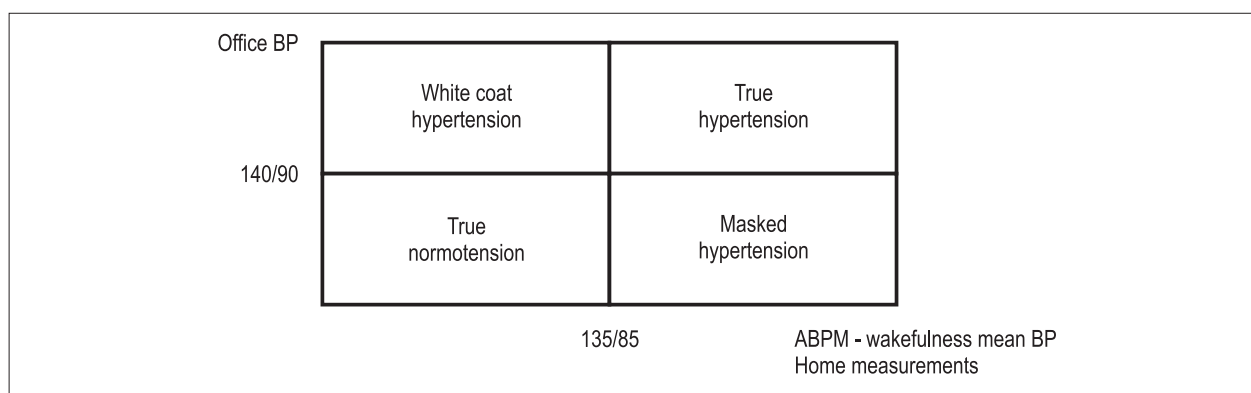 Office BP
White coat
hypertension
True
hypertension
140/90
True
normotension
Masked
hypertension
135/85
ABPM - wakefulness mean BP
Home measurements